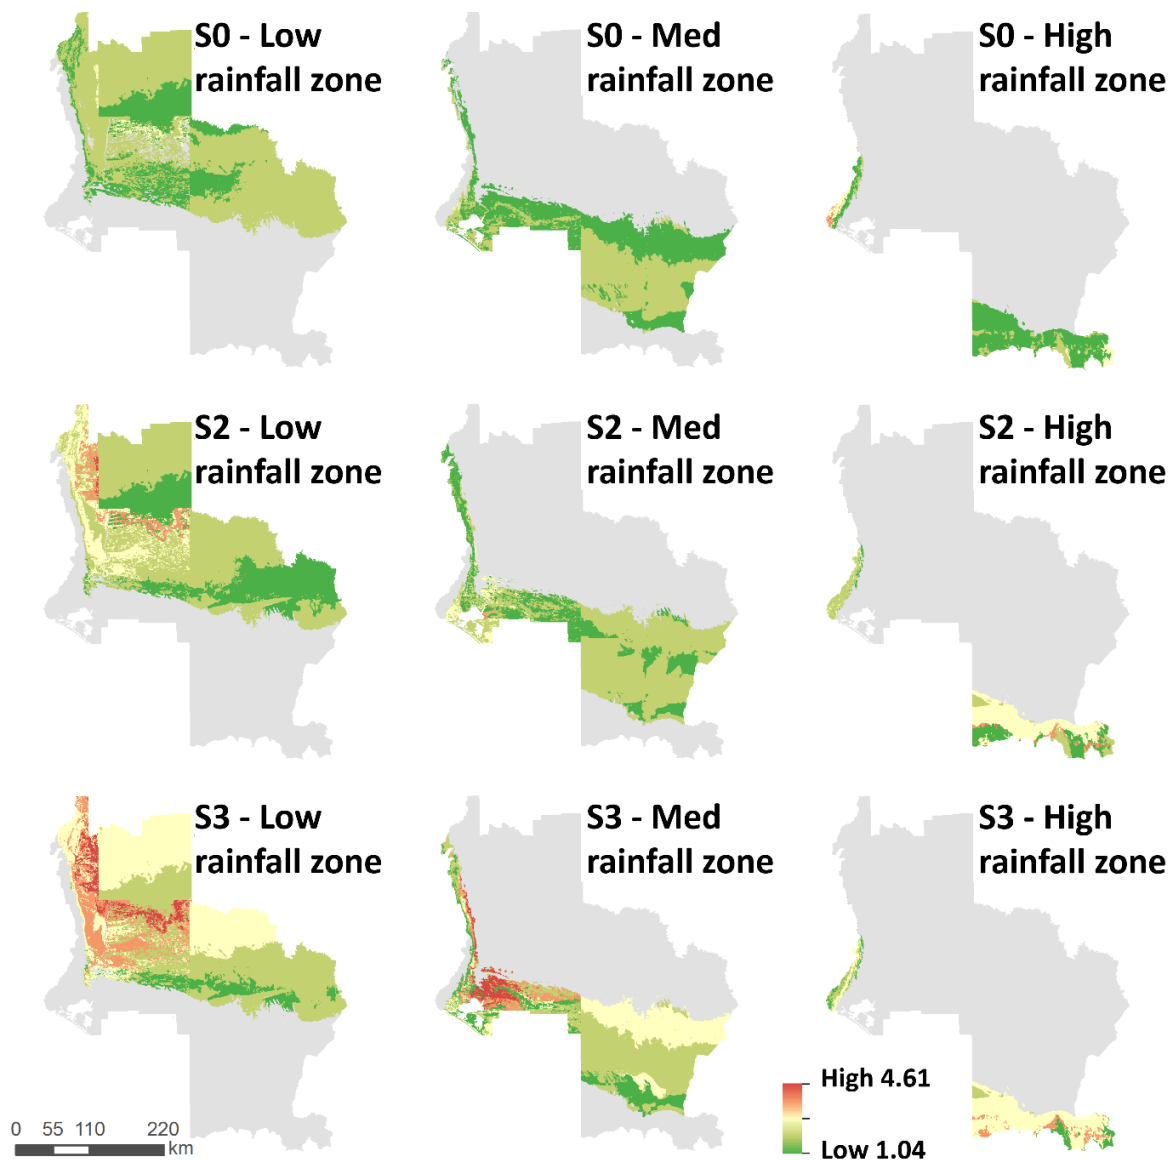 S0 - Low
rainfall zone
S0 - Med
rainfall zone
S0 - High
rainfall zone
S2 - Low
rainfall zone
S2 - Med
rainfall zone
S2 - High
rainfall zone
S3 - Low
rainfall zone
S3 - Med
rainfall zone
S3 - High
rainfall zone
High 4.61
Low 1.04
0 55 110 220
km